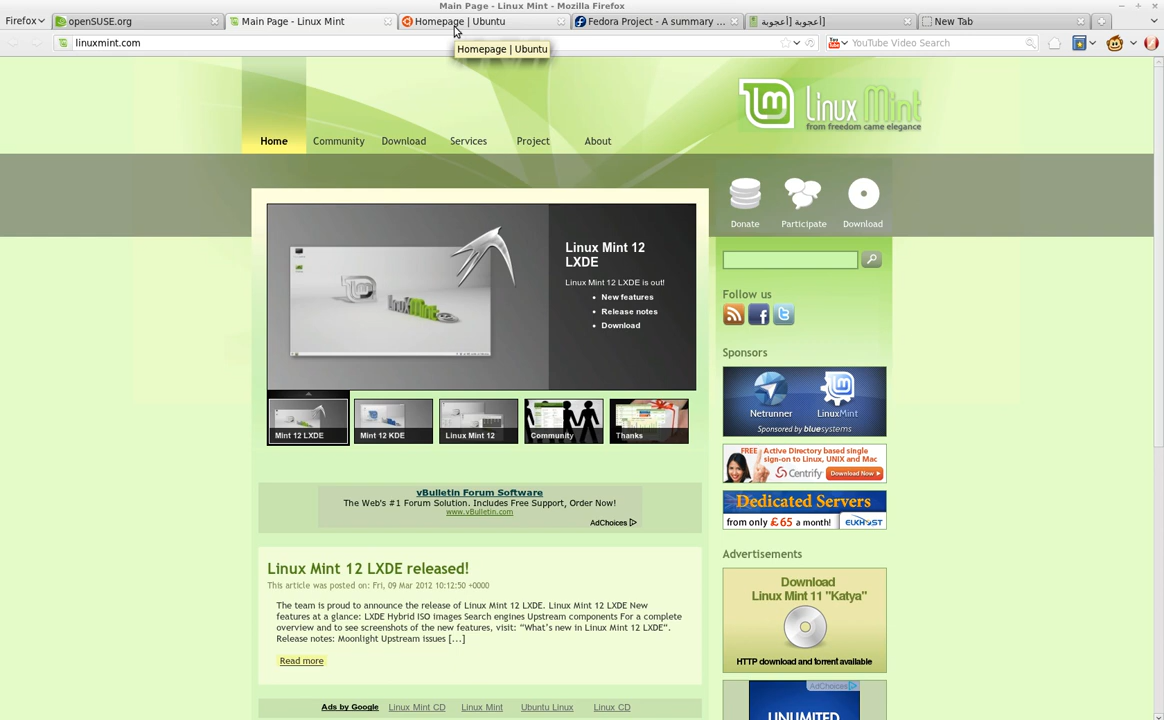 Main Page - Linux Mint - Mozilla Firefox
Firefox
openSUSE.org
Main Page - Linux Mint
Homepage | Ubuntu
Fedora Project - A summary ...
[أعجوبة] أعجوبة
New Tab
linuxmint.com
YouTube Video Search
Homepage | Ubuntu
Linux Mint
from freedom came elegance
Home
Community
Download
Services
Project
About
Donate
Participate
Download
Linux Mint 12
LXDE
Linux Mint 12 LXDE is out!
New features
Release notes
Download
Mint 12 LXDE
Mint 12 KDE
Linux Mint 12
Community
Thanks
Follow us
Sponsors
Netrunner
LinuxMint
Sponsored by bluesystems
FREE Active Directory based single
sign-on to Linux, UNIX and Mac
Centrify
Download Now
Dedicated Servers
from only £65 a month!
EUKHOST
vBulletin Forum Software
The Web's #1 Forum Solution. Includes Free Support, Order Now!
www.vBulletin.com
AdChoices
Linux Mint 12 LXDE released!
This article was posted on: Fri, 09 Mar 2012 10:12:50 +0000
The team is proud to announce the release of Linux Mint 12 LXDE. Linux Mint 12 LXDE New
features at a glance: LXDE Hybrid ISO images Search engines Upstream components For a complete
overview and to see screenshots of the new features, visit: “What’s new in Linux Mint 12 LXDE“.
Release notes: Moonlight Upstream issues [...]
Read more
Advertisements
Download
Linux Mint 11 "Katya"
HTTP download and torrent available
AdChoices
UNLIMITED
Ads by Google
Linux Mint CD
Linux Mint
Ubuntu Linux
Linux CD